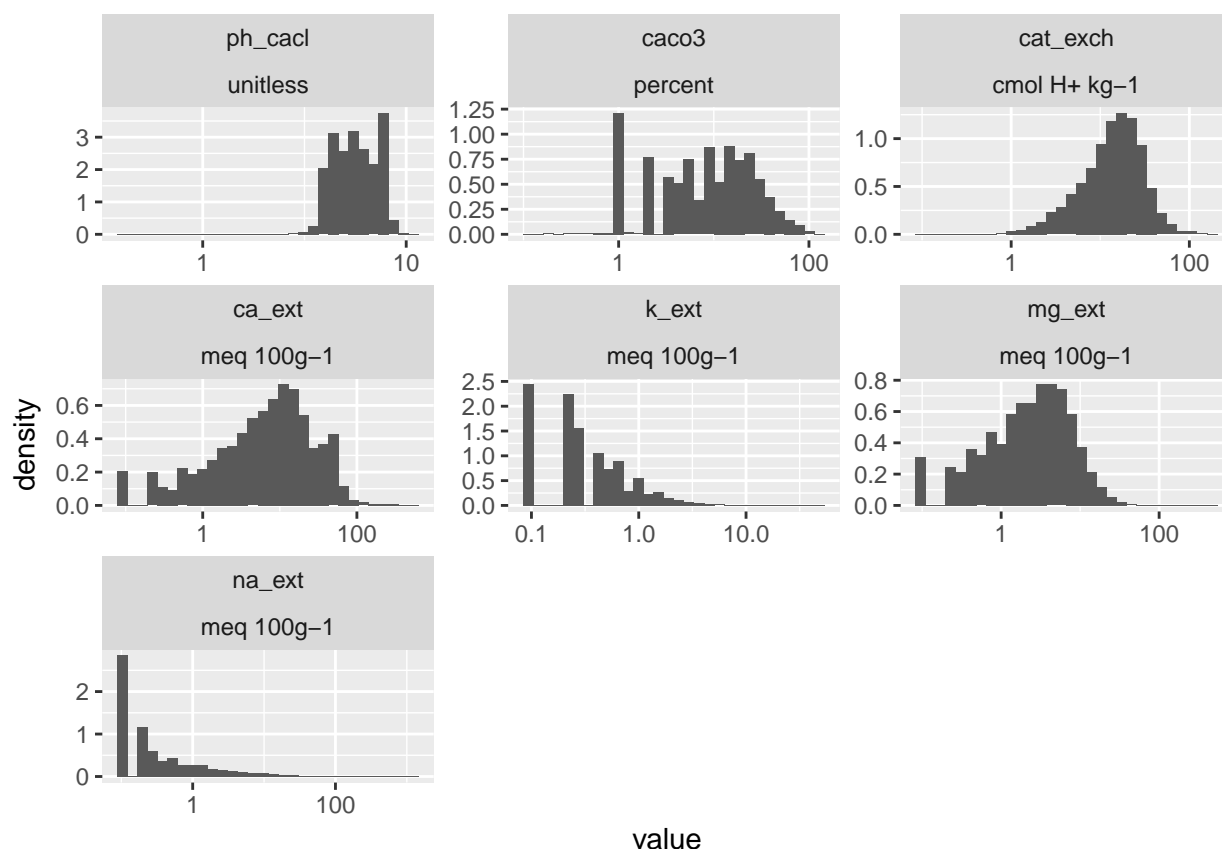 ph_cacl
unitless
3
2
1
0
1
10
caco3
percent
1.25
1.00
0.75
0.50
0.25
0.00
1
100
cat_exch
cmol H+ kg−1
1.0
0.5
0.0
1
100
ca_ext
meq 100g−1
0.6
0.4
0.2
0.0
1
100
k_ext
meq 100g−1
2.5
2.0
1.5
1.0
0.5
0.0
0.1
1.0
10.0
mg_ext
meq 100g−1
0.8
0.6
0.4
0.2
0.0
1
100
na_ext
meq 100g−1
2
1
0
1
100
density
value